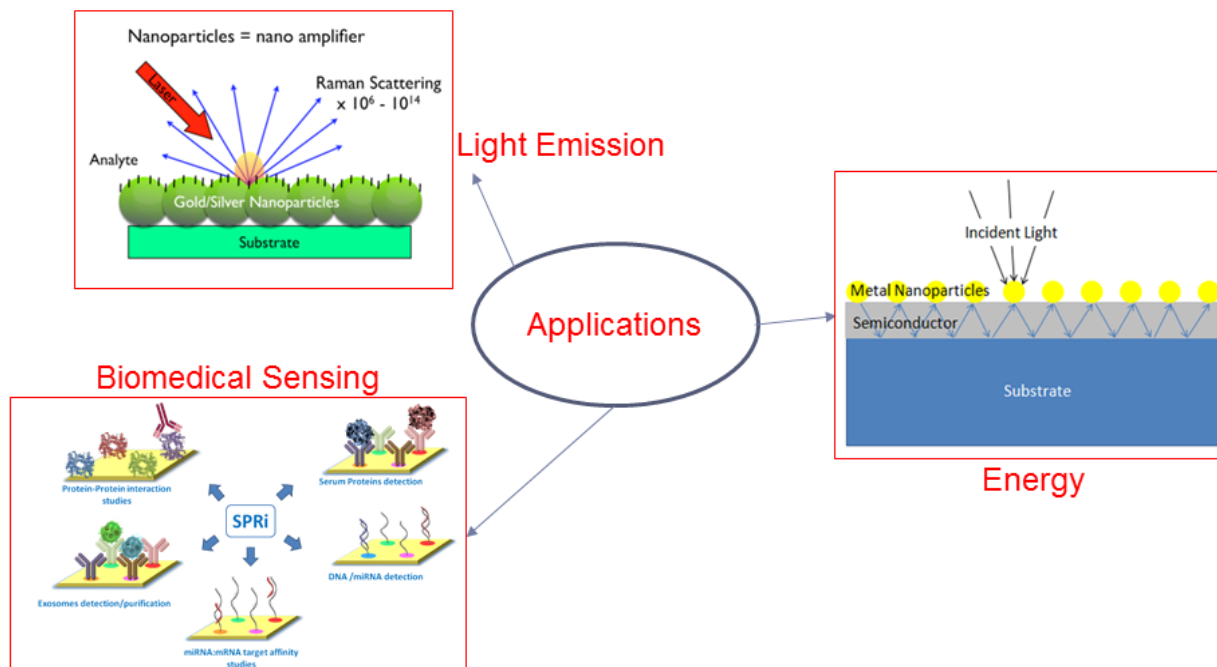 Nanoparticles = nano amplifier
Laser
Raman Scattering
x 10⁶ - 10¹⁴
Analyte
Gold/Silver Nanoparticles
Substrate
Light Emission
Applications
Incident Light
Metal Nanoparticles
Semiconductor
Substrate
Energy
Biomedical Sensing
Protein-Protein interaction
studies
Serum Proteins detection
SPRi
Exosomes detection/purification
DNA /miRNA detection
miRNA:mRNA target affinity
studies